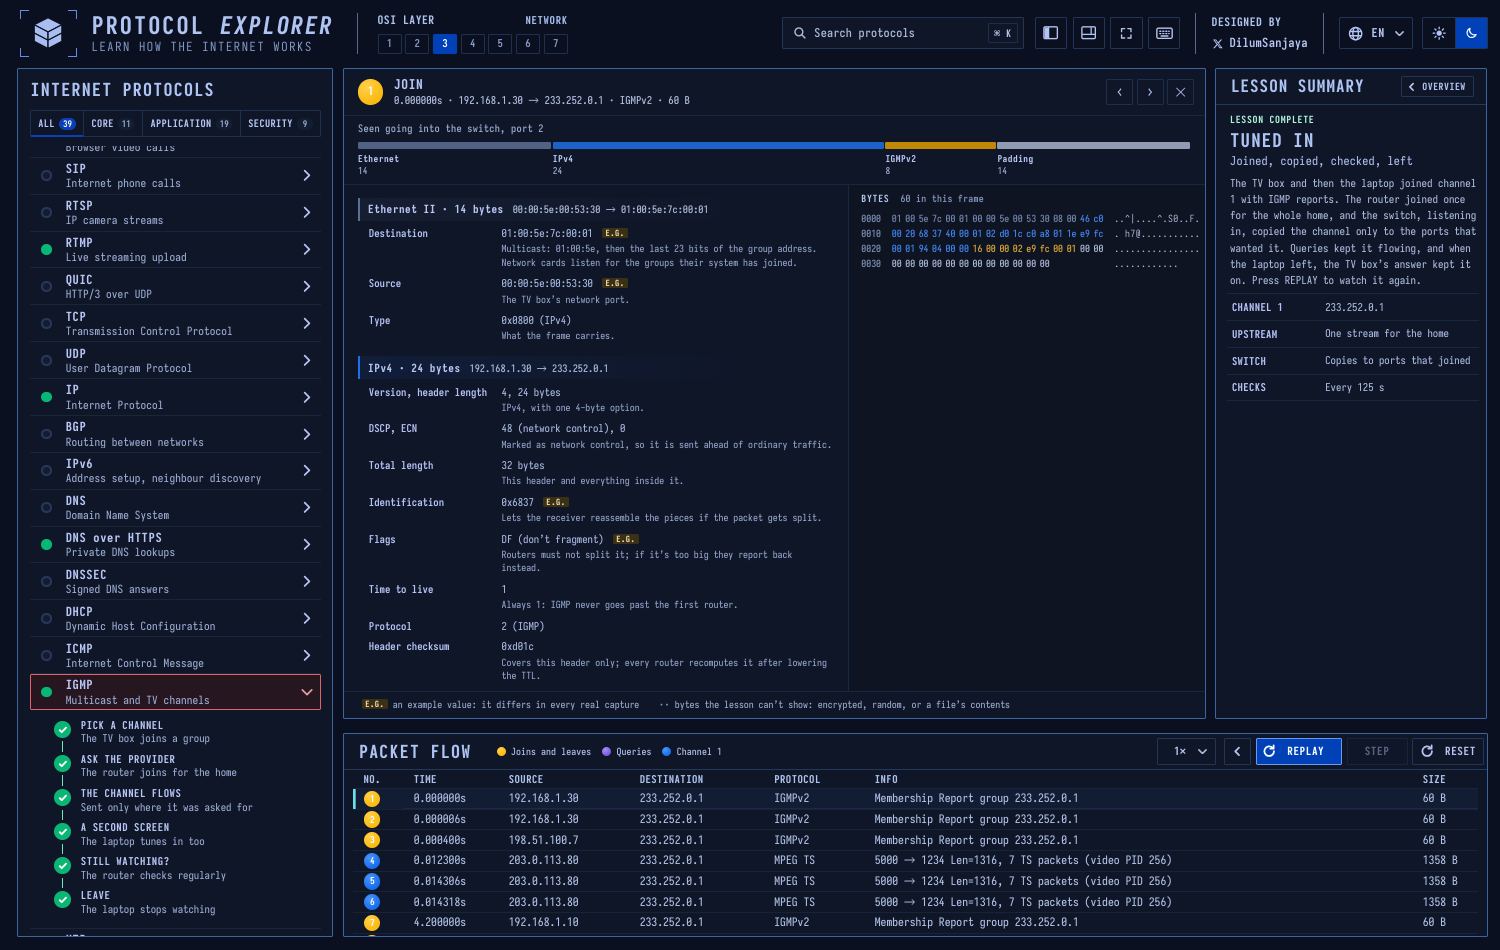 PROTOCOL EXPLORER
LEARN HOW THE INTERNET WORKS
OSI LAYER NETWORK
1 2 3 4 5 6 7
Search protocols ⌘ K
DESIGNED BY
DilumSanjaya
EN
INTERNET PROTOCOLS
ALL 39 CORE 11 APPLICATION 19 SECURITY 9
Browser video calls
SIP
Internet phone calls
RTSP
IP camera streams
RTMP
Live streaming upload
QUIC
HTTP/3 over UDP
TCP
Transmission Control Protocol
UDP
User Datagram Protocol
IP
Internet Protocol
BGP
Routing between networks
IPv6
Address setup, neighbour discovery
DNS
Domain Name System
DNS over HTTPS
Private DNS lookups
DNSSEC
Signed DNS answers
DHCP
Dynamic Host Configuration
ICMP
Internet Control Message
IGMP
Multicast and TV channels
PICK A CHANNEL
The TV box joins a group
ASK THE PROVIDER
The router joins for the home
THE CHANNEL FLOWS
Sent only where it was asked for
A SECOND SCREEN
The laptop tunes in too
STILL WATCHING?
The router checks regularly
LEAVE
The laptop stops watching
1 JOIN
0.000000s · 192.168.1.30 → 233.252.0.1 · IGMPv2 · 60 B
Seen going into the switch, port 2
Ethernet IPv4 IGMPv2 Padding
14 24 8 14
Ethernet II · 14 bytes 00:00:5e:00:53:30 → 01:00:5e:7c:00:01
Destination 01:00:5e:7c:00:01 E.G.
Multicast: 01:00:5e, then the last 23 bits of the group address.
Network cards listen for the groups their system has joined.
Source 00:00:5e:00:53:30 E.G.
The TV box's network port.
Type 0x0800 (IPv4)
What the frame carries.
IPv4 · 24 bytes 192.168.1.30 → 233.252.0.1
Version, header length 4, 24 bytes
IPv4, with one 4-byte option.
DSCP, ECN 48 (network control), 0
Marked as network control, so it is sent ahead of ordinary traffic.
Total length 32 bytes
This header and everything inside it.
Identification 0x6837 E.G.
Lets the receiver reassemble the pieces if the packet gets split.
Flags DF (don't fragment) E.G.
Routers must not split it; if it's too big they report back
instead.
Time to live 1
Always 1: IGMP never goes past the first router.
Protocol 2 (IGMP)
Header checksum 0xd01c
Covers this header only; every router recomputes it after lowering
the TTL.
BYTES 60 in this frame
0000 01 00 5e 7c 00 01 00 00 5e 00 53 30 08 00 46 c0 ..^|....^.S0..F.
0010 00 20 68 37 40 00 01 02 d0 1c c0 a8 01 1e e9 fc . h7@...........
0020 00 01 94 04 00 00 16 00 00 02 e9 fc 00 01 00 00 ................
0030 00 00 00 00 00 00 00 00 00 00 00 00 ............
E.G. an example value: it differs in every real capture ·· bytes the lesson can't show: encrypted, random, or a file's contents
LESSON SUMMARY OVERVIEW
LESSON COMPLETE
TUNED IN
Joined, copied, checked, left
The TV box and then the laptop joined channel
1 with IGMP reports. The router joined once
for the whole home, and the switch, listening
in, copied the channel only to the ports that
wanted it. Queries kept it flowing, and when
the laptop left, the TV box's answer kept it
on. Press REPLAY to watch it again.
CHANNEL 1 233.252.0.1
UPSTREAM One stream for the home
SWITCH Copies to ports that joined
CHECKS Every 125 s
PACKET FLOW Joins and leaves Queries Channel 1 1× REPLAY STEP RESET
NO. TIME SOURCE DESTINATION PROTOCOL INFO SIZE
1 0.000000s 192.168.1.30 233.252.0.1 IGMPv2 Membership Report group 233.252.0.1 60 B
2 0.000006s 192.168.1.30 233.252.0.1 IGMPv2 Membership Report group 233.252.0.1 60 B
3 0.000400s 198.51.100.7 233.252.0.1 IGMPv2 Membership Report group 233.252.0.1 60 B
4 0.012300s 203.0.113.80 233.252.0.1 MPEG TS 5000 → 1234 Len=1316, 7 TS packets (video PID 256) 1358 B
5 0.014306s 203.0.113.80 233.252.0.1 MPEG TS 5000 → 1234 Len=1316, 7 TS packets (video PID 256) 1358 B
6 0.014318s 203.0.113.80 233.252.0.1 MPEG TS 5000 → 1234 Len=1316, 7 TS packets (video PID 256) 1358 B
7 4.200000s 192.168.1.10 233.252.0.1 IGMPv2 Membership Report group 233.252.0.1 60 B